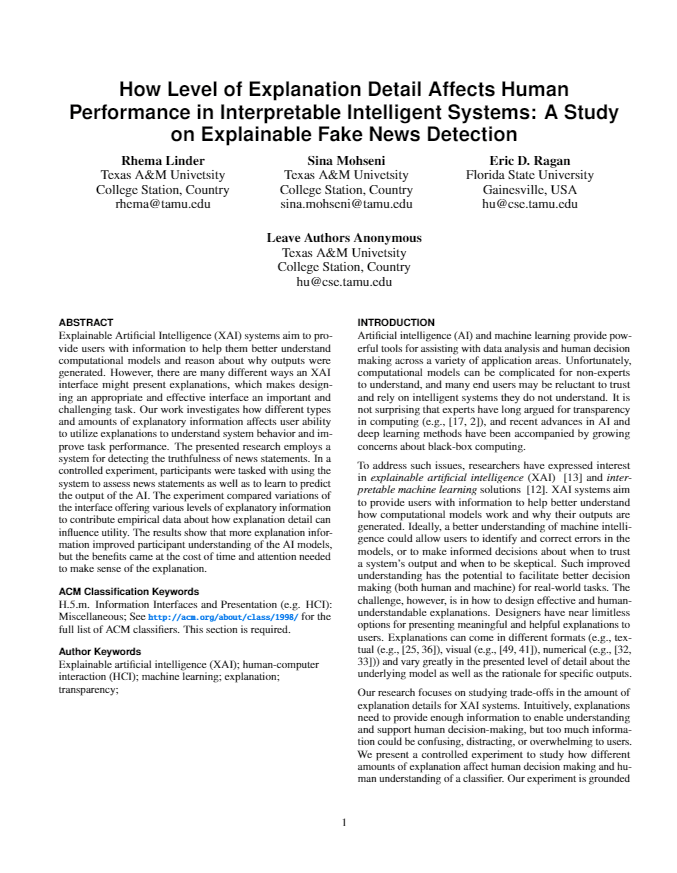 How Level of Explanation Detail Affects Human
Performance in Interpretable Intelligent Systems: A Study
on Explainable Fake News Detection
Rhema Linder
Texas A&M Univetsity
College Station, Country
rhema@tamu.edu
Sina Mohseni
Texas A&M Univetsity
College Station, Country
sina.mohseni@tamu.edu
Eric D. Ragan
Florida State University
Gainesville, USA
hu@cse.tamu.edu
Leave Authors Anonymous
Texas A&M Univetsity
College Station, Country
hu@cse.tamu.edu
ABSTRACT
Explainable Artificial Intelligence (XAI) systems aim to pro-
vide users with information to help them better understand
computational models and reason about why outputs were
generated. However, there are many different ways an XAI
interface might present explanations, which makes design-
ing an appropriate and effective interface an important and
challenging task. Our work investigates how different types
and amounts of explanatory information affects user ability
to utilize explanations to understand system behavior and im-
prove task performance. The presented research employs a
system for detecting the truthfulness of news statements. In a
controlled experiment, participants were tasked with using the
system to assess news statements as well as to learn to predict
the output of the AI. The experiment compared variations of
the interface offering various levels of explanatory information
to contribute empirical data about how explanation detail can
influence utility. The results show that more explanation infor-
mation improved participant understanding of the AI models,
but the benefits came at the cost of time and attention needed
to make sense of the explanation.
ACM Classification Keywords
H.5.m. Information Interfaces and Presentation (e.g. HCI):
Miscellaneous; See http://acm.org/about/class/1998/ for the
full list of ACM classifiers. This section is required.
Author Keywords
Explainable artificial intelligence (XAI); human-computer
interaction (HCI); machine learning; explanation;
transparency;
INTRODUCTION
Artificial intelligence (AI) and machine learning provide pow-
erful tools for assisting with data analysis and human decision
making across a variety of application areas. Unfortunately,
computational models can be complicated for non-experts
to understand, and many end users may be reluctant to trust
and rely on intelligent systems they do not understand. It is
not surprising that experts have long argued for transparency
in computing (e.g., [17, 2]), and recent advances in AI and
deep learning methods have been accompanied by growing
concerns about black-box computing.
To address such issues, researchers have expressed interest
in explainable artificial intelligence (XAI) [13] and inter-
pretable machine learning solutions [12]. XAI systems aim
to provide users with information to help better understand
how computational models work and why their outputs are
generated. Ideally, a better understanding of machine intelli-
gence could allow users to identify and correct errors in the
models, or to make informed decisions about when to trust
a system's output and when to be skeptical. Such improved
understanding has the potential to facilitate better decision
making (both human and machine) for real-world tasks. The
challenge, however, is in how to design effective and human-
understandable explanations. Designers have near limitless
options for presenting meaningful and helpful explanations to
users. Explanations can come in different formats (e.g., tex-
tual (e.g., [25, 36]), visual (e.g., [49, 41]), numerical (e.g., [32,
33])) and vary greatly in the presented level of detail about the
underlying model as well as the rationale for specific outputs.
Our research focuses on studying trade-offs in the amount of
explanation details for XAI systems. Intuitively, explanations
need to provide enough information to enable understanding
and support human decision-making, but too much informa-
tion could be confusing, distracting, or overwhelming to users.
We present a controlled experiment to study how different
amounts of explanation affect human decision making and hu-
man understanding of a classifier. Our experiment is grounded
1